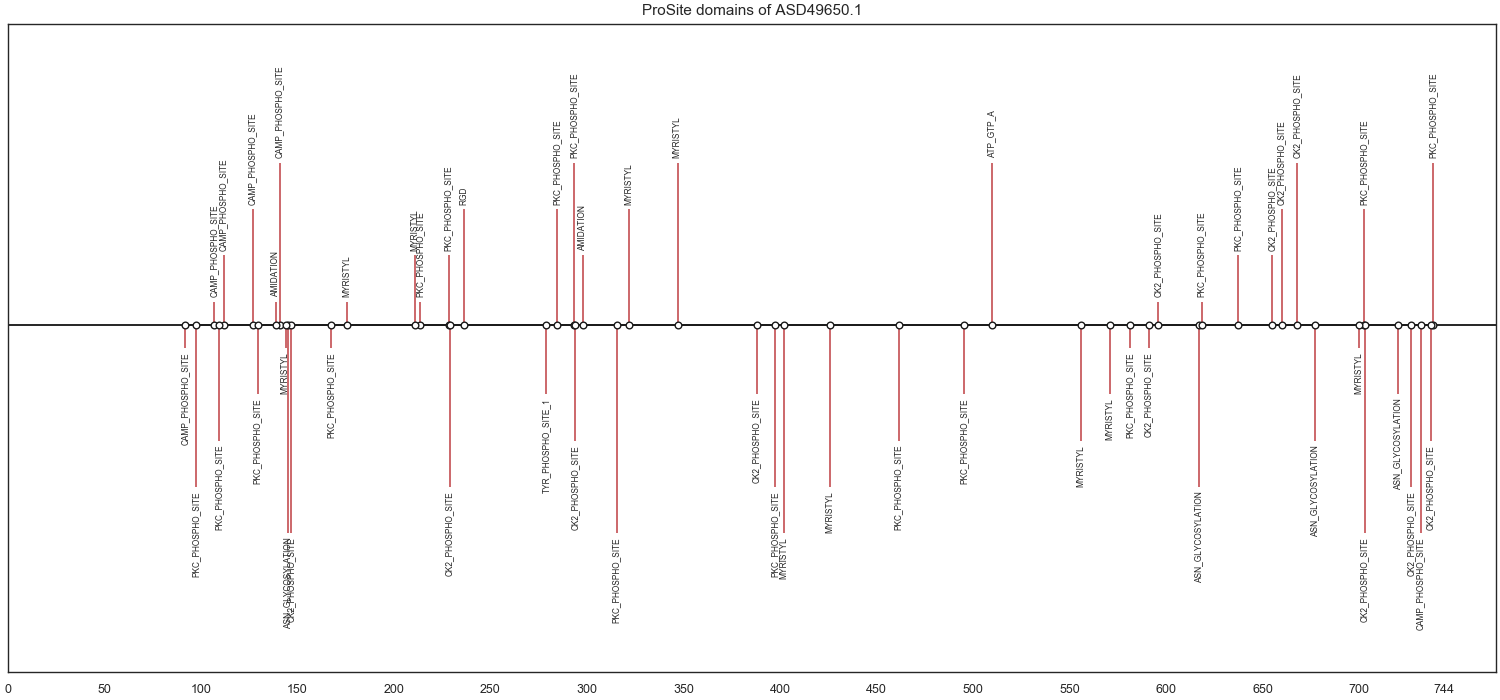 ProSite domains of ASD49650.1
CAMP_PHOSPHO_SITE
PKC_PHOSPHO_SITE
CAMP_PHOSPHO_SITE
PKC_PHOSPHO_SITE
CAMP_PHOSPHO_SITE
CAMP_PHOSPHO_SITE
PKC_PHOSPHO_SITE
AMIDATION
CAMP_PHOSPHO_SITE
MYRISTYL
ASN_GLYCOSYLATION
CK2_PHOSPHO_SITE
PKC_PHOSPHO_SITE
MYRISTYL
MYRISTYL
PKC_PHOSPHO_SITE
PKC_PHOSPHO_SITE
CK2_PHOSPHO_SITE
RGD
TYR_PHOSPHO_SITE_1
PKC_PHOSPHO_SITE
PKC_PHOSPHO_SITE
CK2_PHOSPHO_SITE
AMIDATION
PKC_PHOSPHO_SITE
MYRISTYL
MYRISTYL
CK2_PHOSPHO_SITE
PKC_PHOSPHO_SITE
MYRISTYL
MYRISTYL
PKC_PHOSPHO_SITE
PKC_PHOSPHO_SITE
ATP_GTP_A
MYRISTYL
MYRISTYL
PKC_PHOSPHO_SITE
CK2_PHOSPHO_SITE
CK2_PHOSPHO_SITE
ASN_GLYCOSYLATION
PKC_PHOSPHO_SITE
PKC_PHOSPHO_SITE
CK2_PHOSPHO_SITE
CK2_PHOSPHO_SITE
CK2_PHOSPHO_SITE
ASN_GLYCOSYLATION
MYRISTYL
PKC_PHOSPHO_SITE
CK2_PHOSPHO_SITE
ASN_GLYCOSYLATION
CK2_PHOSPHO_SITE
CAMP_PHOSPHO_SITE
CK2_PHOSPHO_SITE
PKC_PHOSPHO_SITE
0 50 100 150 200 250 300 350 400 450 500 550 600 650 700 744